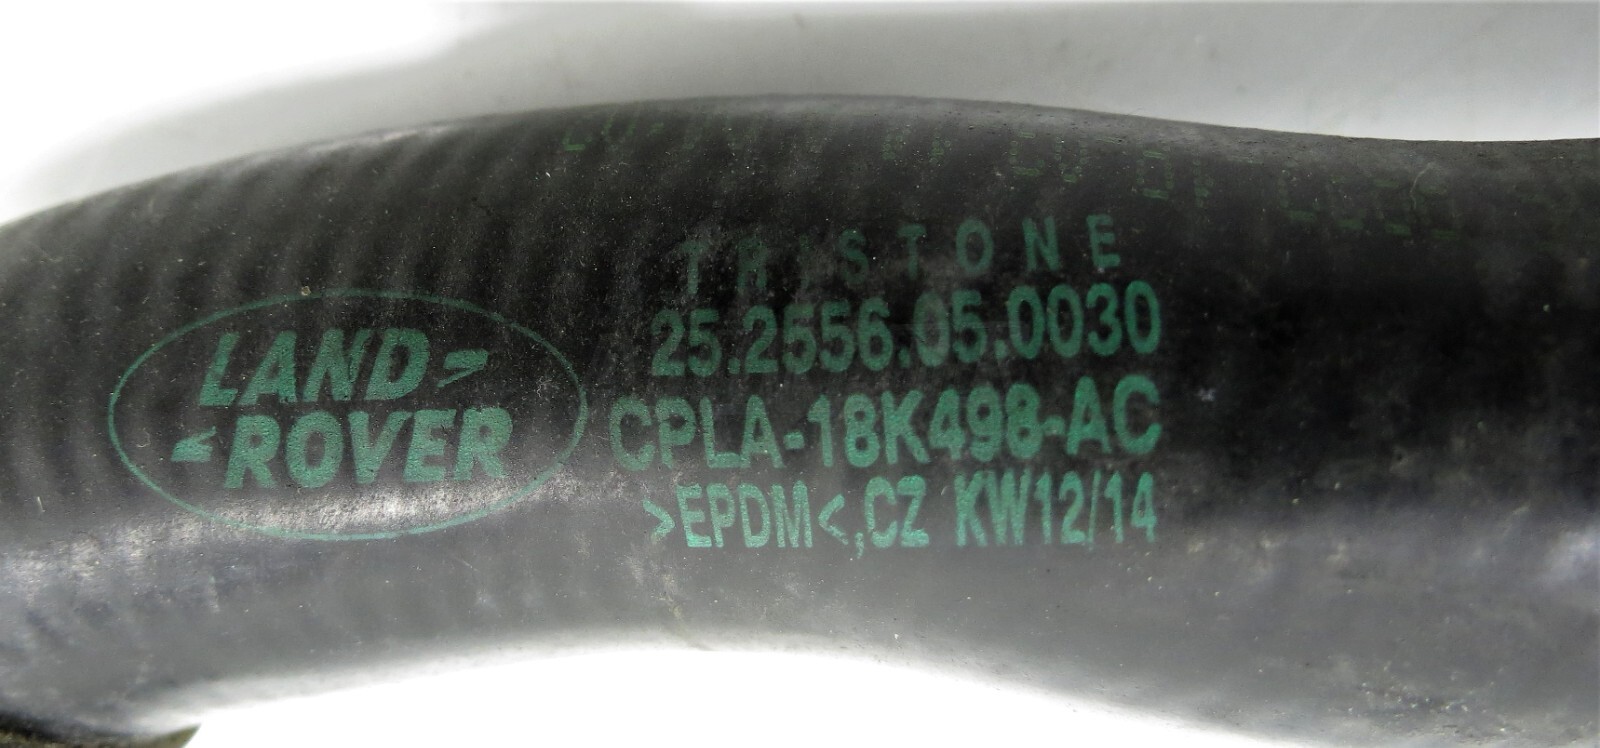 LAND
ROVER
TRISTONE
25.2556.05.0030
CPLA-18K498-AC
>EPDM<,CZ KW12/14